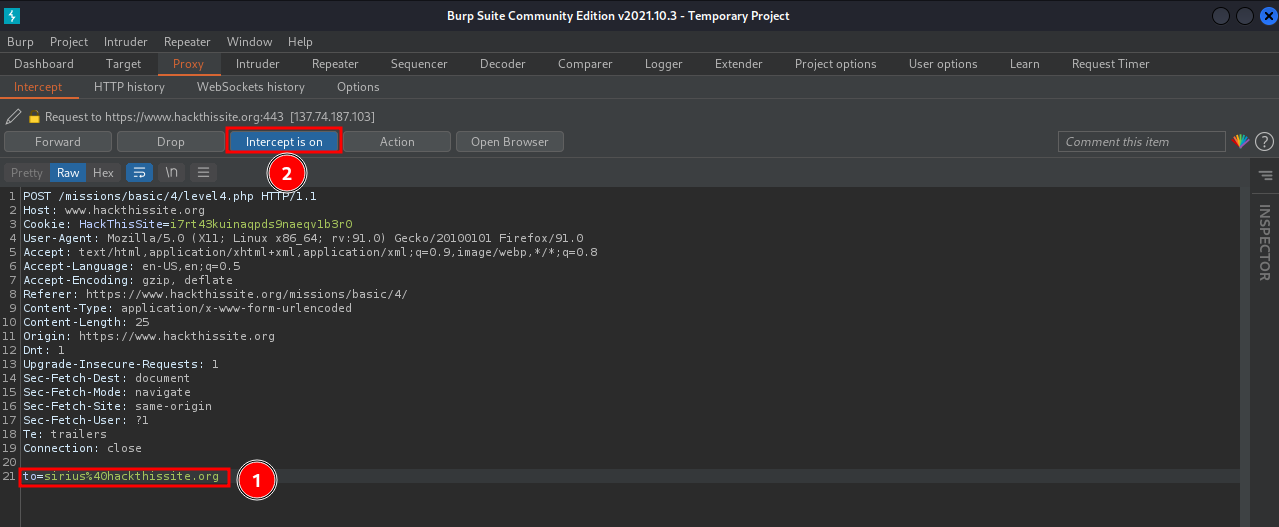 Burp Suite Community Edition v2021.10.3 - Temporary Project
Burp Project Intruder Repeater Window Help
Dashboard Target Proxy Intruder Repeater Sequencer Decoder Comparer Logger Extender Project options User options Learn Request Timer
Intercept HTTP history WebSockets history Options
Request to https://www.hackthissite.org:443 [137.74.187.103]
Forward Drop Intercept is on Action Open Browser Comment this item ?
2
Pretty Raw Hex \n
INSPECTOR
1 POST /missions/basic/4/level4.php HTTP/1.1
2 Host: www.hackthissite.org
3 Cookie: HackThisSite=i7rt43kuinaqpds9naeqv1b3r0
4 User-Agent: Mozilla/5.0 (X11; Linux x86_64; rv:91.0) Gecko/20100101 Firefox/91.0
5 Accept: text/html,application/xhtml+xml,application/xml;q=0.9,image/webp,*/*;q=0.8
6 Accept-Language: en-US,en;q=0.5
7 Accept-Encoding: gzip, deflate
8 Referer: https://www.hackthissite.org/missions/basic/4/
9 Content-Type: application/x-www-form-urlencoded
10 Content-Length: 25
11 Origin: https://www.hackthissite.org
12 Dnt: 1
13 Upgrade-Insecure-Requests: 1
14 Sec-Fetch-Dest: document
15 Sec-Fetch-Mode: navigate
16 Sec-Fetch-Site: same-origin
17 Sec-Fetch-User: ?1
18 Te: trailers
19 Connection: close
20
21 to=sirius%40hackthissite.org
1